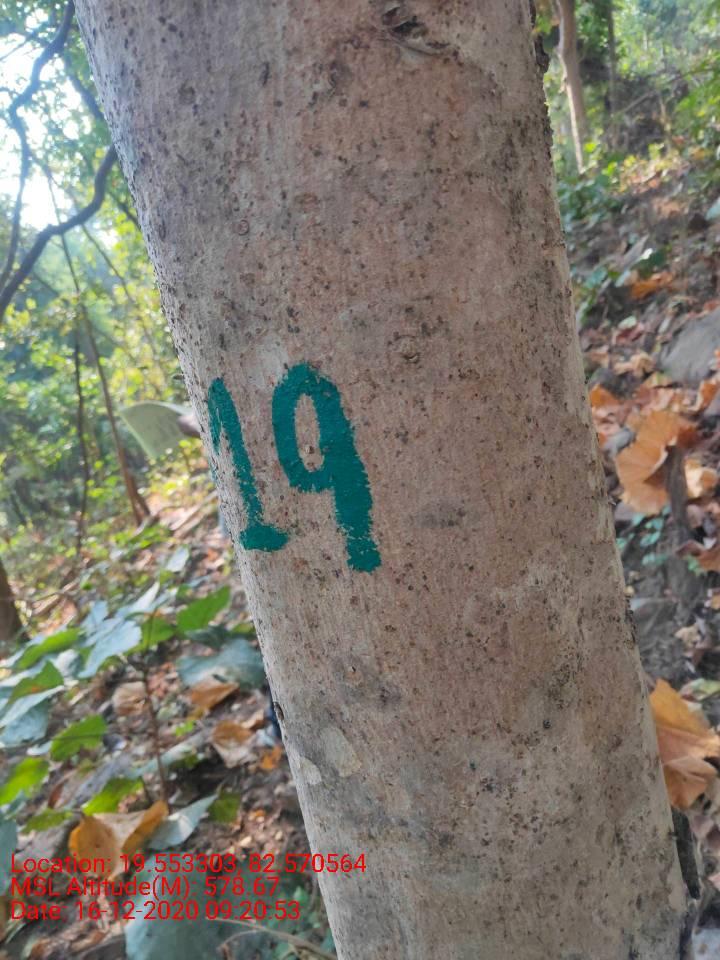 19
Location: 19.553303, 82.570564
MSL Altitude(M): 578.67
Date: 16-12-2020 09:20:53